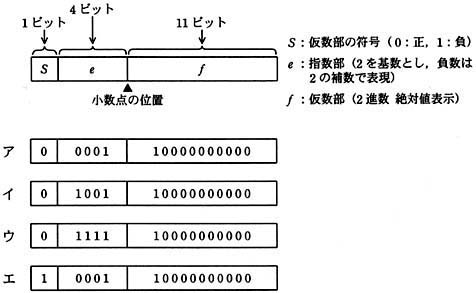 1ビット 4ビット 11ビット
S e f
小数点の位置
S:仮数部の符号(0:正,1:負)
e:指数部(2を基数とし,負数は
2の補数で表現)
f:仮数部(2進数 絶対値表示)
ア 0 0001 10000000000
イ 0 1001 10000000000
ウ 0 1111 10000000000
エ 1 0001 10000000000